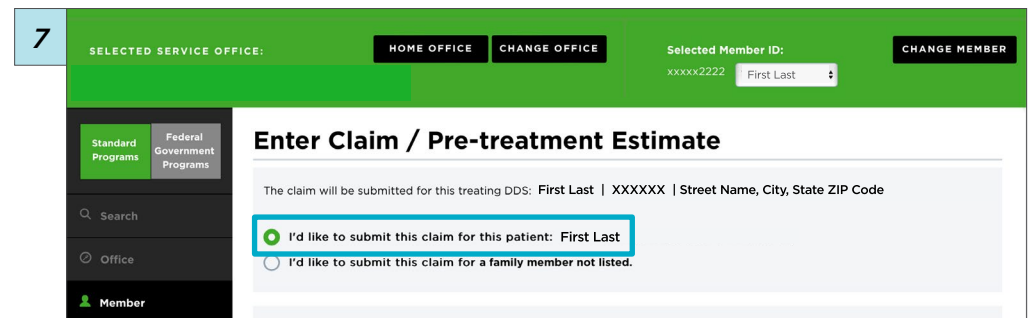 7
SELECTED SERVICE OFFICE:
HOME OFFICE
CHANGE OFFICE
Selected Member ID:
xxxxx2222
First Last
CHANGE MEMBER
Standard
Programs
Federal
Government
Programs
Search
Office
Member
Enter Claim / Pre-treatment Estimate
The claim will be submitted for this treating DDS: First Last | XXXXXX | Street Name, City, State ZIP Code
I'd like to submit this claim for this patient: First Last
I'd like to submit this claim for a family member not listed.